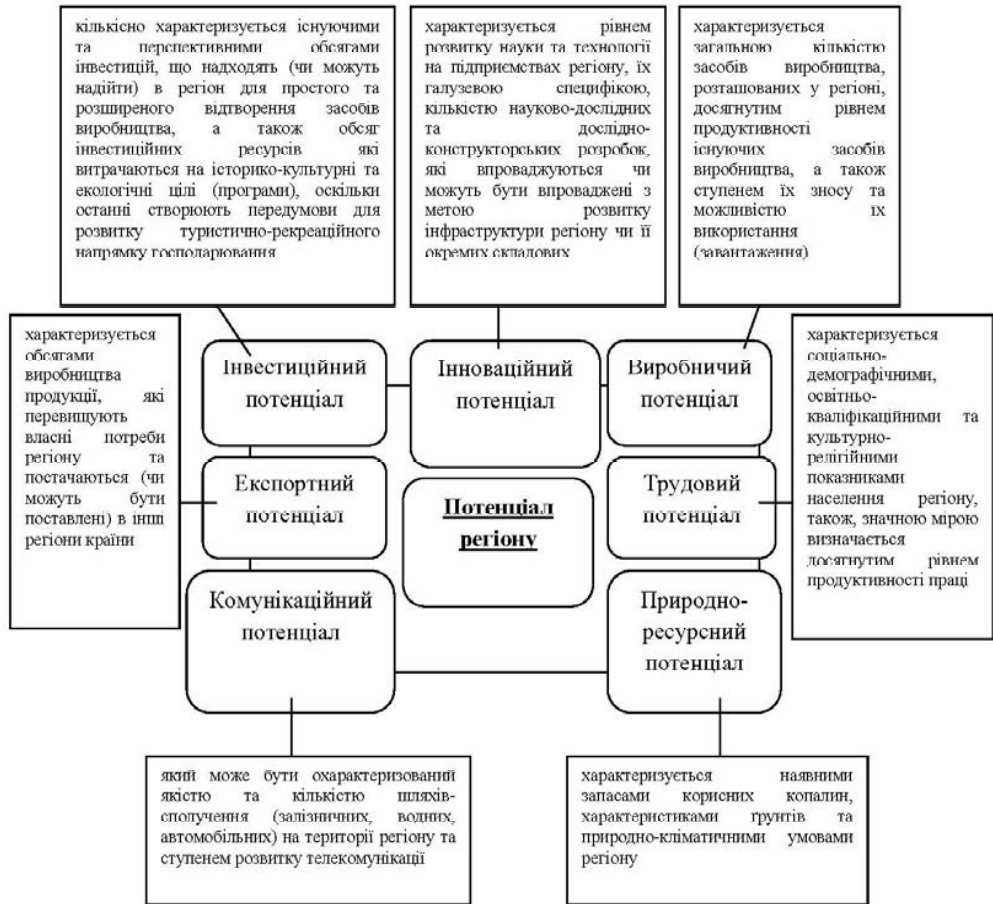 кількісно характеризується існуючими
та перспективними обсягами
інвестицій, що надходять (чи можуть
надійти) в регіон для простого та
розширеного відтворення засобів
виробництва, а також обсяг
інвестиційних ресурсів які
витрачаються на історико-культурні та
екологічні цілі (програми), оскільки
останні створюють передумови для
розвитку туристично-рекреаційного
напрямку господарювання
характеризується рівнем
розвитку науки та технології
на підприємствах регіону, їх
галузевою специфікою,
кількістю науково-дослідних
та дослідно-
конструкторських розробок,
які впроваджуються чи
можуть бути впроваджені з
метою розвитку
інфраструктури регіону чи її
окремих складових
характеризується
загальною кількістю
засобів виробництва,
розташованих у регіоні,
досягнутим рівнем
продуктивності
існуючих засобів
виробництва, а також
ступенем їх зносу та
можливістю їх
використання
(завантаження)
характеризується
обсягами
виробництва
продукції, які
перевищують
власні потреби
регіону та
постачаються (чи
можуть бути
поставлені) в інші
регіони країни
Інвестиційний
потенціал
Інноваційний
потенціал
Виробничий
потенціал
характеризується
соціально-
демографічними,
освітньо-
кваліфікаційними та
культурно-
релігійними
показниками
населення регіону,
також, значною мірою
визначається
досягнутим рівнем
продуктивності праці
Експортний
потенціал
Потенціал
регіону
Трудовий
потенціал
Комунікаційний
потенціал
Природно-
ресурсний
потенціал
який може бути охарактеризований
якістю та кількістю шляхів-
сполучення (залізничних, водних,
автомобільних) на території регіону та
ступенем розвитку телекомунікації
характеризується наявними
запасами корисних копалин,
характеристиками ґрунтів та
природно-кліматичними умовами
регіону